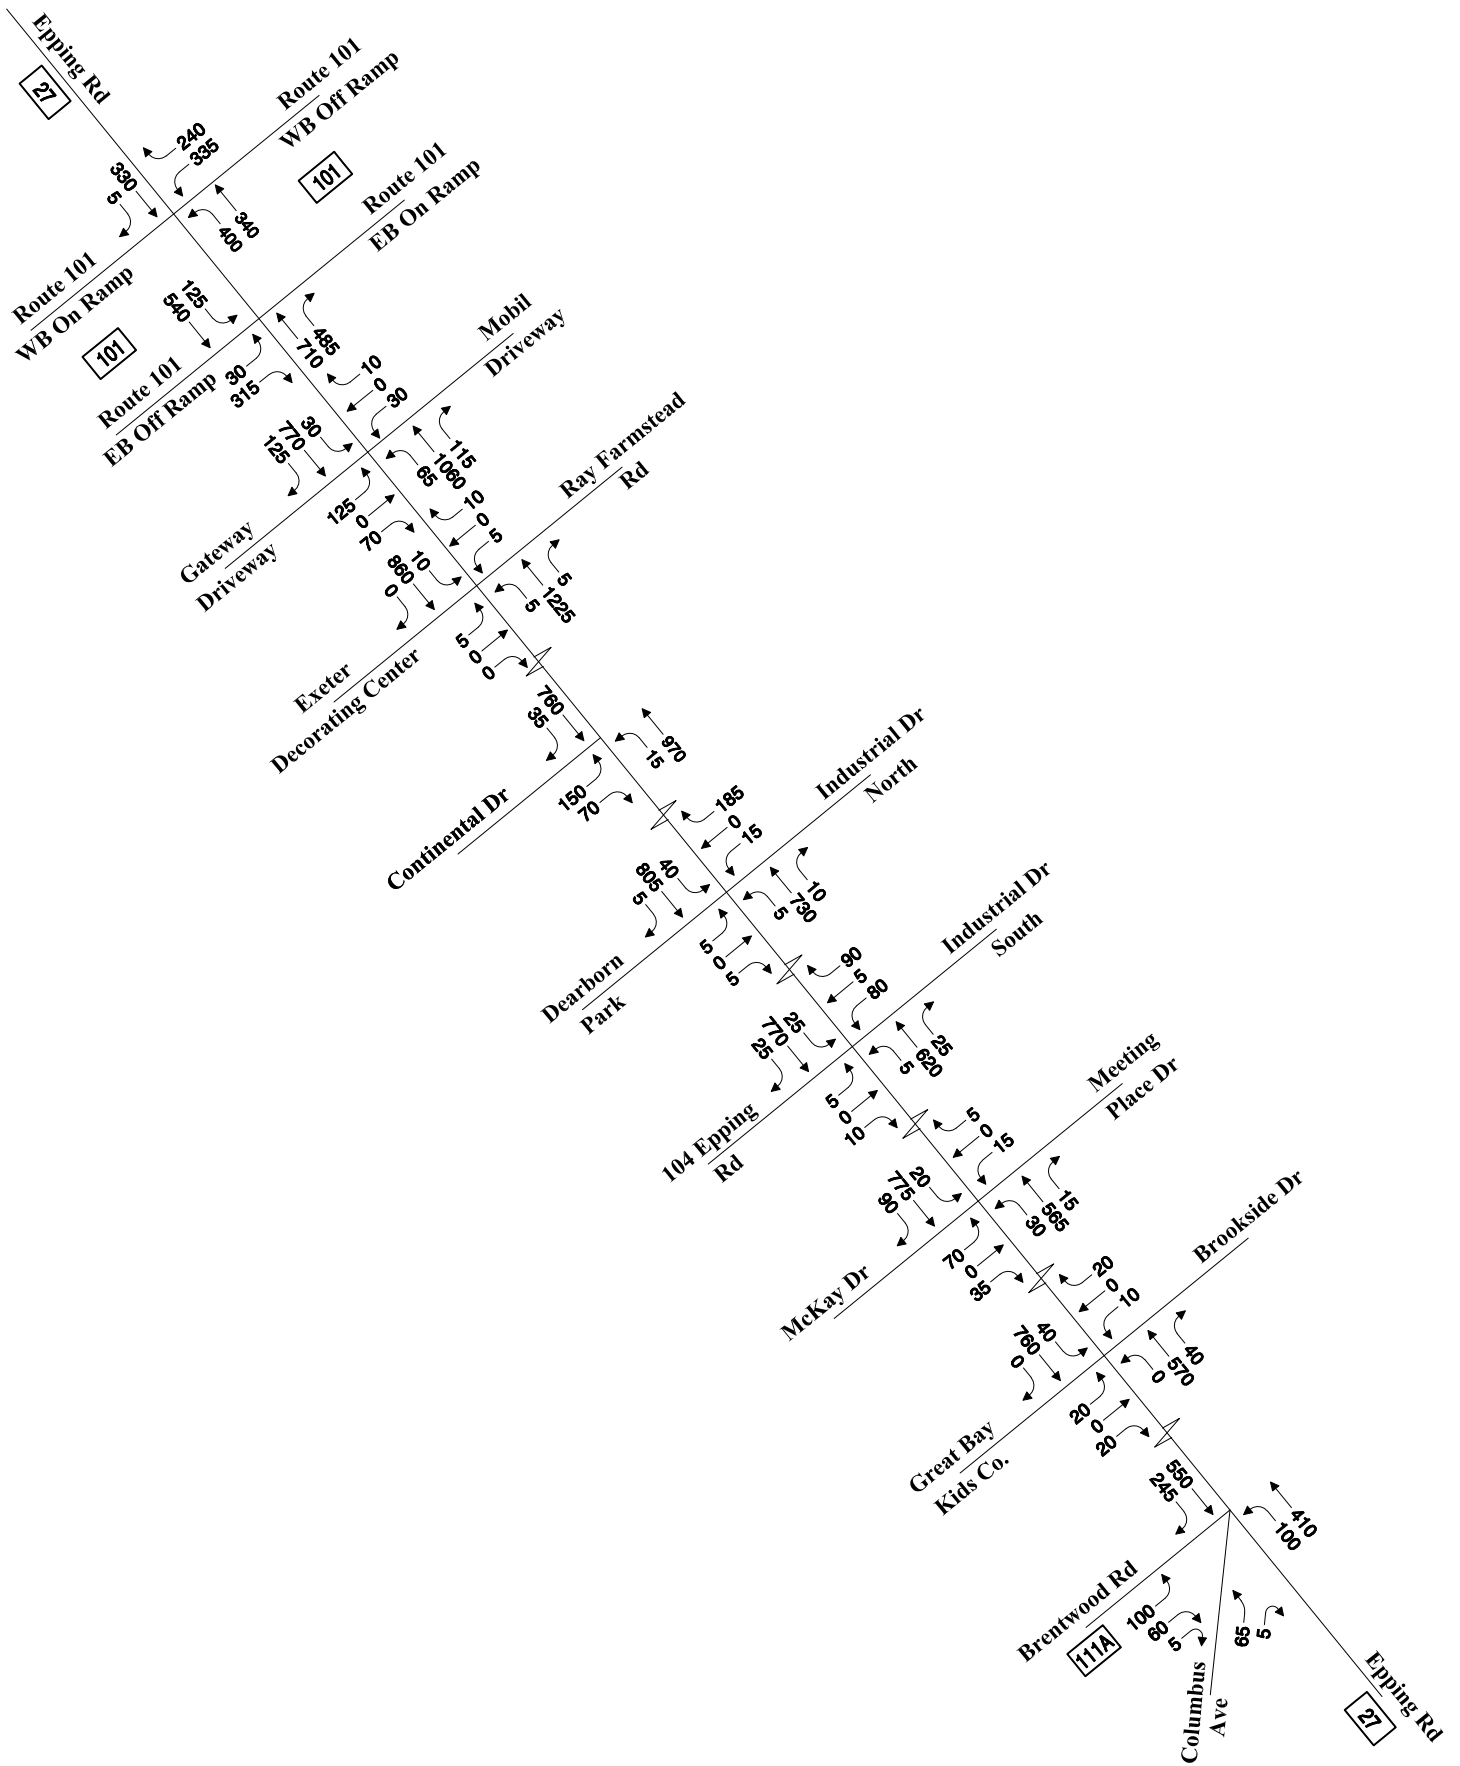 Epping Rd
27
Route 101
WB Off Ramp
240
335
330
5
340
400
101
Route 101
WB On Ramp
Route 101
EB On Ramp
125
540
485
710
101
Route 101
EB Off Ramp
30
315
Mobil
Driveway
10
0
30
30
770
125
115
1060
65
125
0
70
Gateway
Driveway
Ray Farmstead
Rd
10
0
5
10
860
0
5
1225
5
5
0
0
Exeter
Decorating Center
760
35
970
15
150
70
Continental Dr
Industrial Dr
North
185
0
15
40
805
5
10
730
5
5
0
5
Dearborn
Park
Industrial Dr
South
90
5
80
25
770
25
25
620
5
5
0
10
104 Epping
Rd
Meeting
Place Dr
5
0
15
20
775
90
15
565
30
70
0
35
McKay Dr
Brookside Dr
20
0
10
40
760
0
40
570
0
20
0
20
Great Bay
Kids Co.
550
245
410
100
Brentwood Rd
111A
100
60
5
65
5
Columbus
Ave
Epping Rd
27